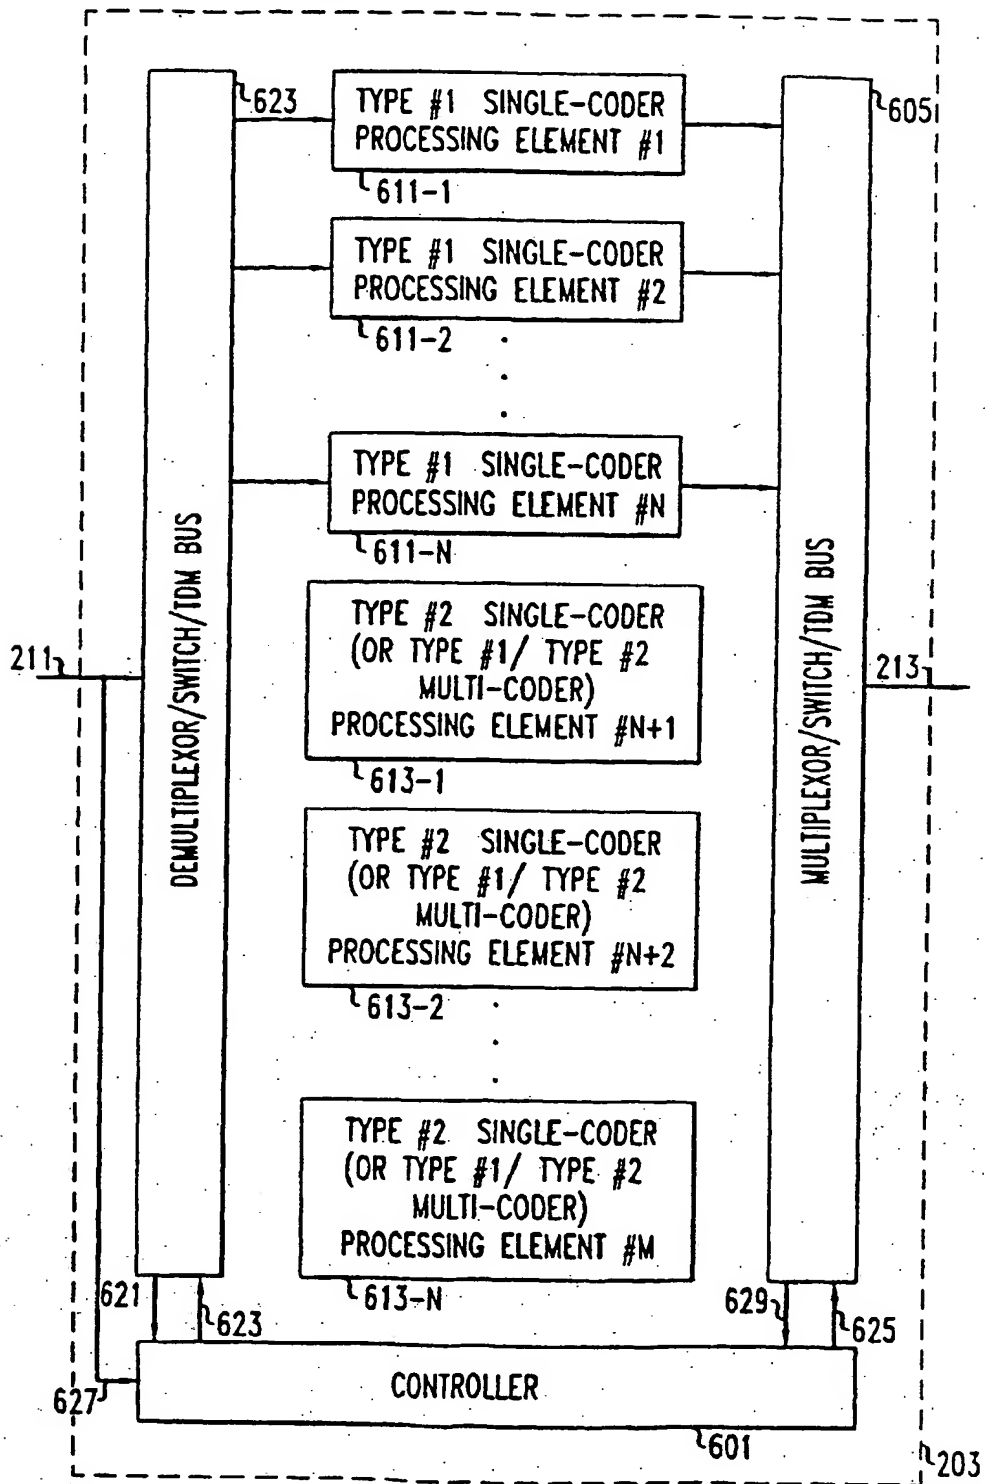 623
TYPE #1 SINGLE-CODER
PROCESSING ELEMENT #1
611-1
605
TYPE #1 SINGLE-CODER
PROCESSING ELEMENT #2
611-2
TYPE #1 SINGLE-CODER
PROCESSING ELEMENT #N
611-N
DEMULTIPLEXOR/SWITCH/TDM BUS
MULTIPLEXOR/SWITCH/TDM BUS
211
213
TYPE #2 SINGLE-CODER
(OR TYPE #1/ TYPE #2
MULTI-CODER)
PROCESSING ELEMENT #N+1
613-1
TYPE #2 SINGLE-CODER
(OR TYPE #1/ TYPE #2
MULTI-CODER)
PROCESSING ELEMENT #N+2
613-2
TYPE #2 SINGLE-CODER
(OR TYPE #1/ TYPE #2
MULTI-CODER)
PROCESSING ELEMENT #M
613-N
621
623
629
625
627
CONTROLLER
601
203